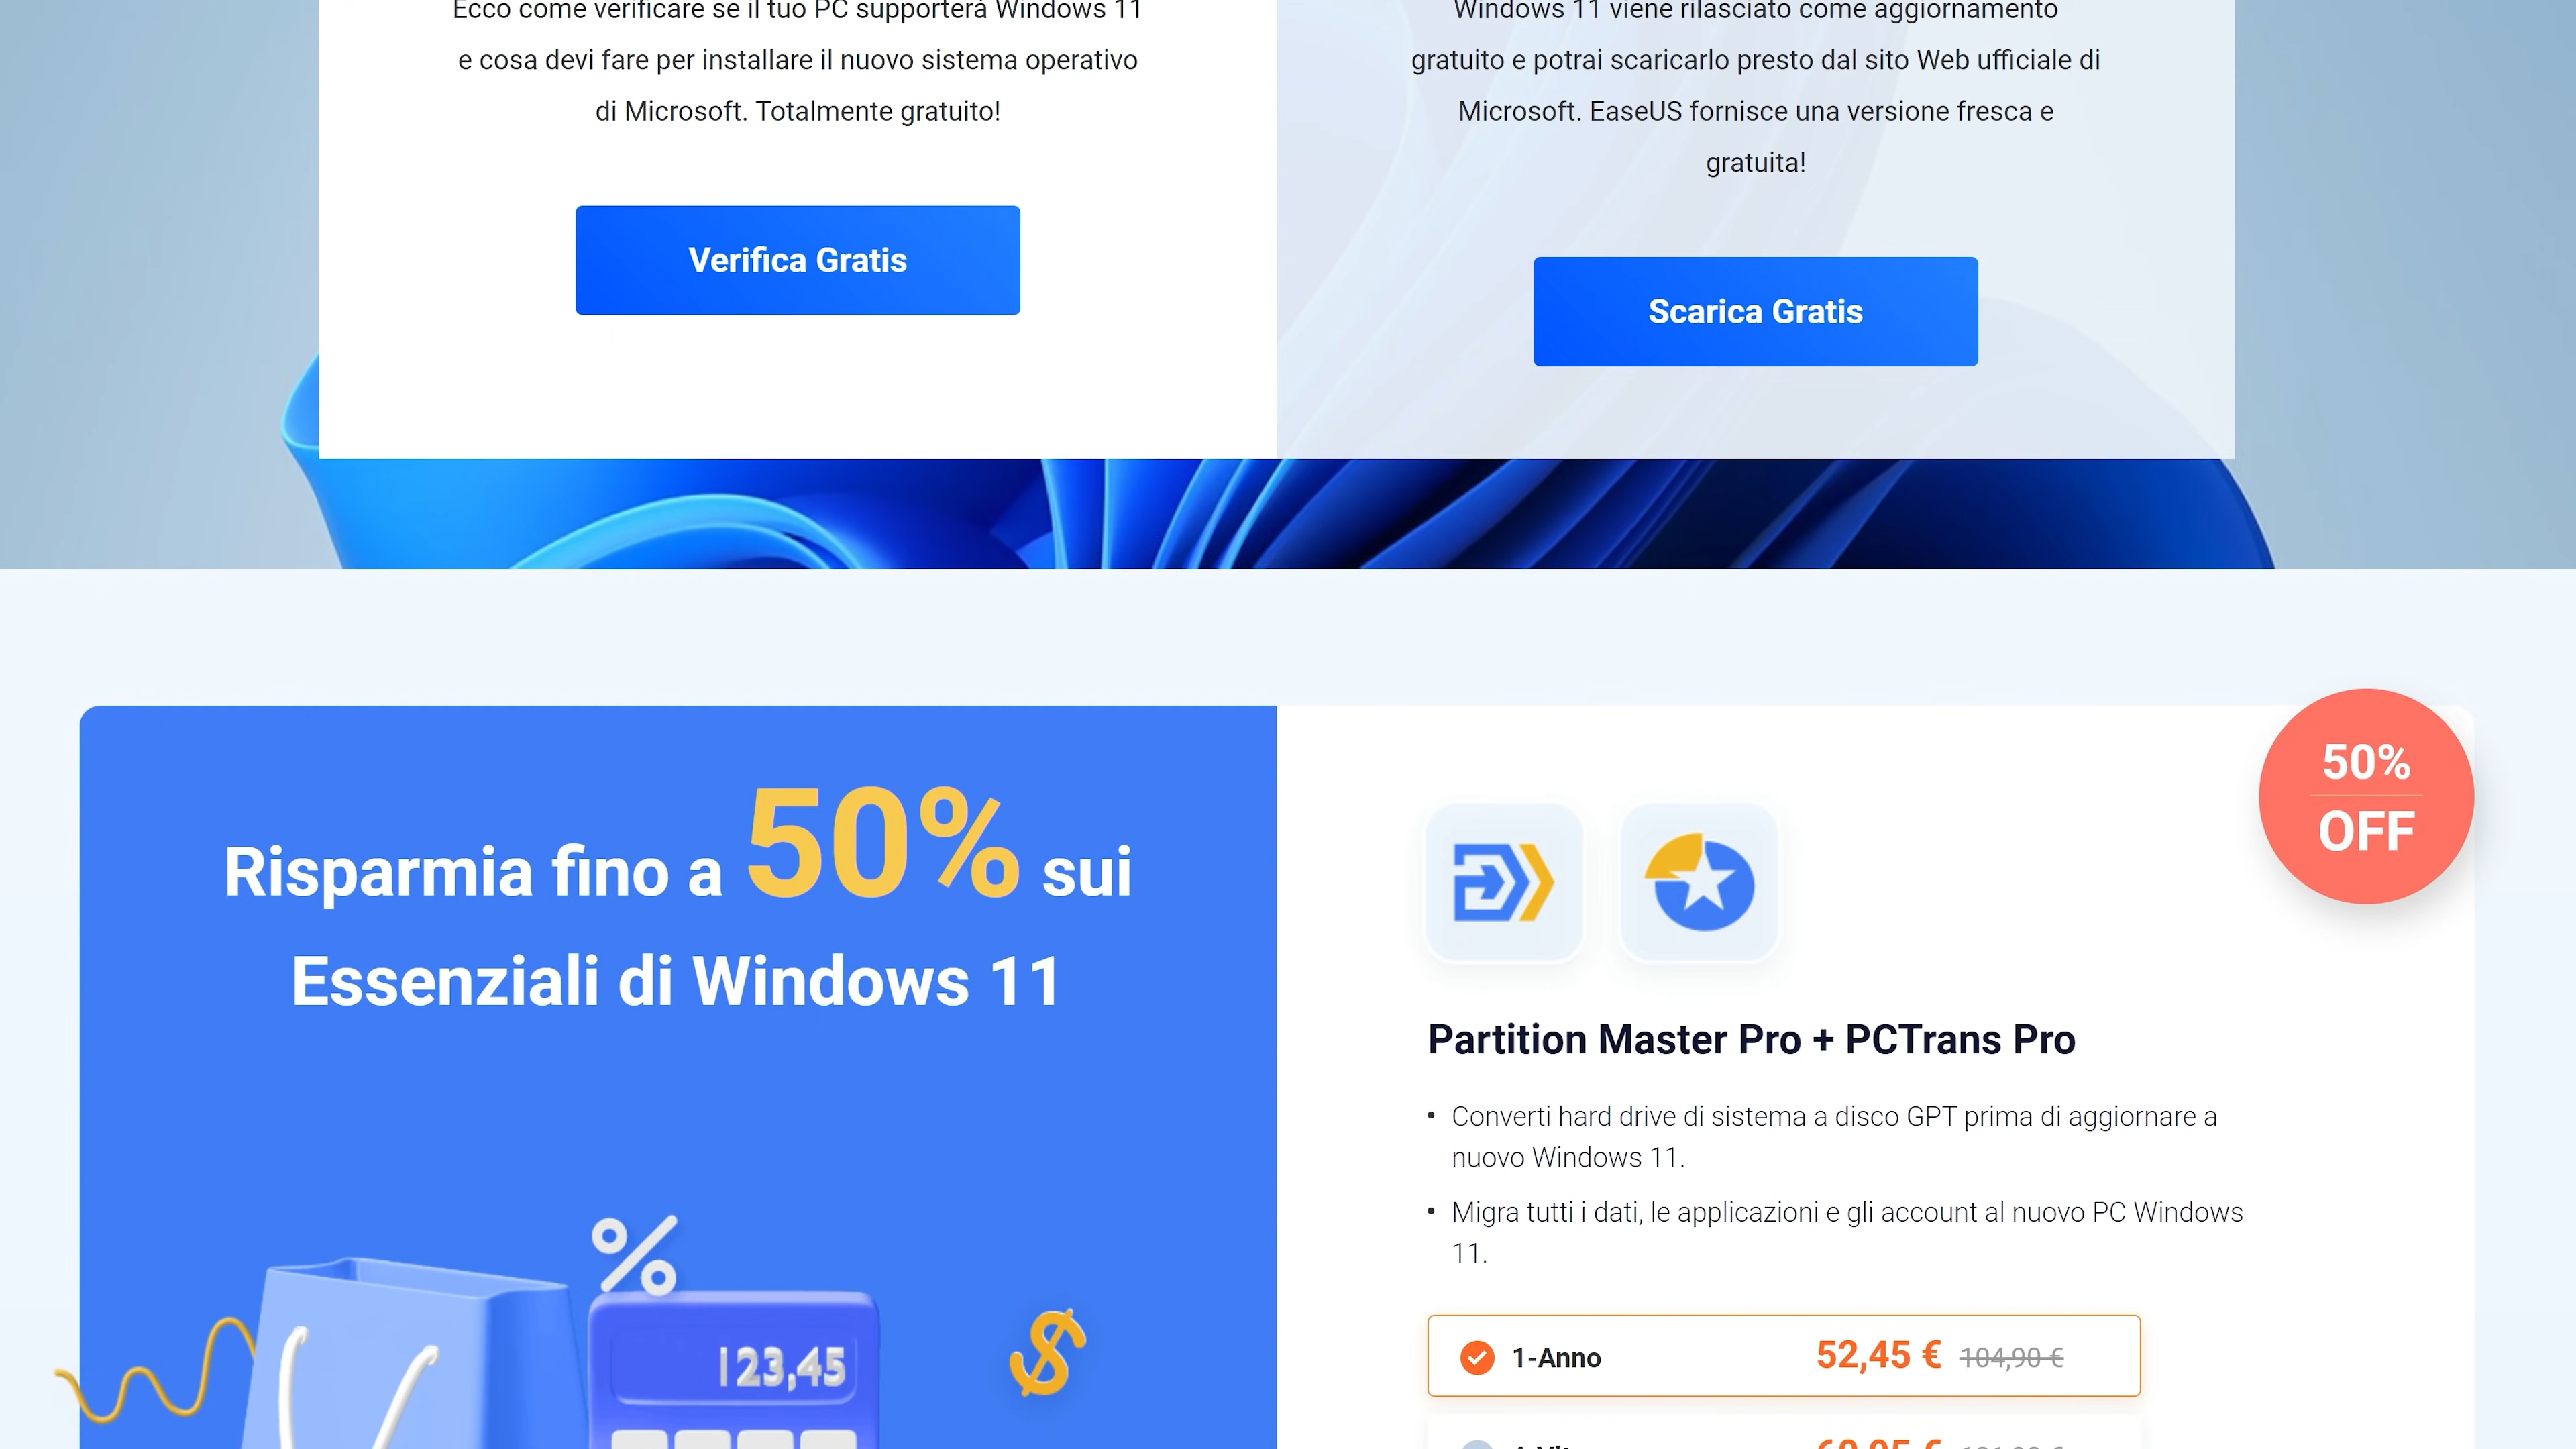 Ecco come verificare se il tuo PC supporterà Windows 11
e cosa devi fare per installare il nuovo sistema operativo
di Microsoft. Totalmente gratuito!
Verifica Gratis
Windows 11 viene rilasciato come aggiornamento
gratuito e potrai scaricarlo presto dal sito Web ufficiale di
Microsoft. EaseUS fornisce una versione fresca e
gratuita!
Scarica Gratis
Risparmia fino a 50% sui
Essenziali di Windows 11
%
123,45
$
50%
OFF
Partition Master Pro + PCTrans Pro
• Converti hard drive di sistema a disco GPT prima di aggiornare a
nuovo Windows 11.
• Migra tutti i dati, le applicazioni e gli account al nuovo PC Windows
11.
1-Anno 52,45 € 104,90 €